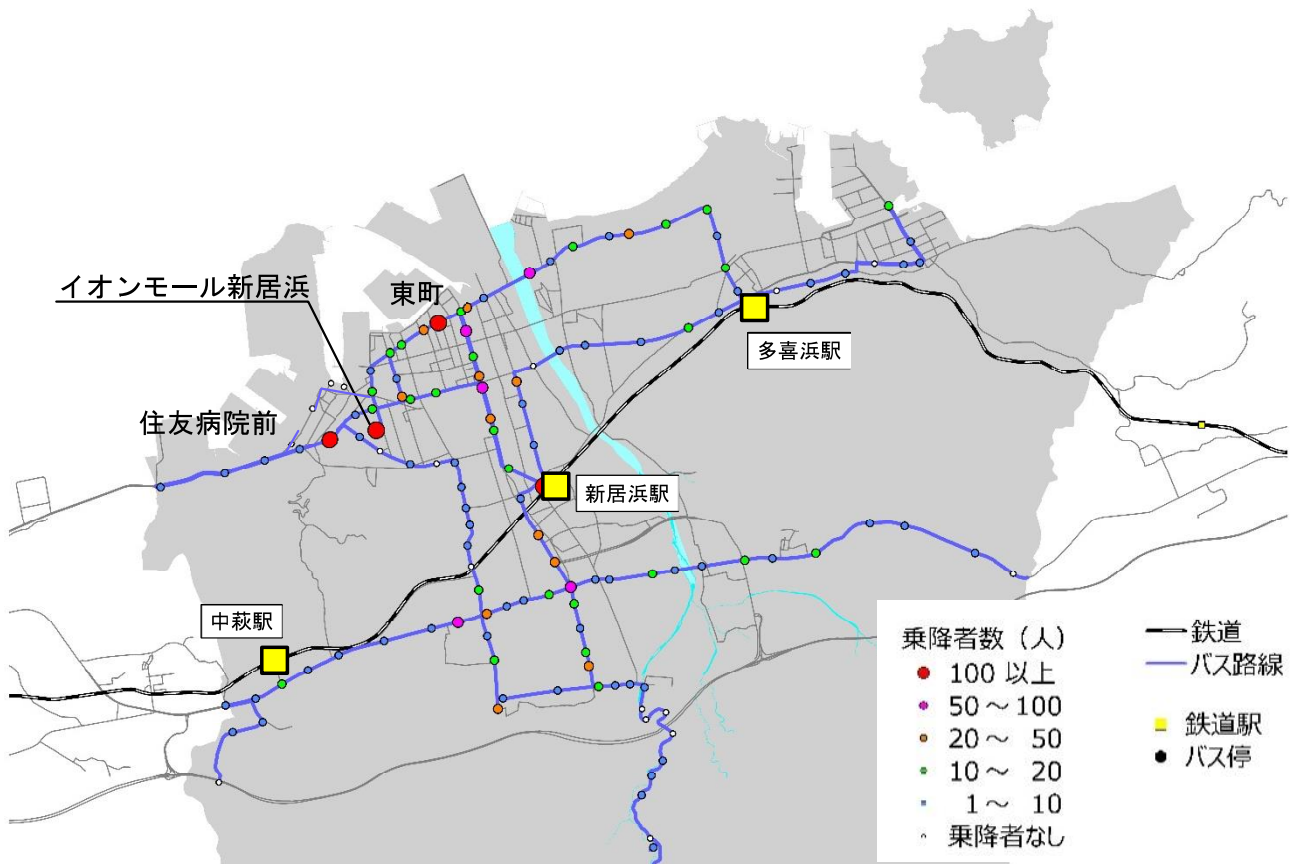 イオンモール新居浜
東町
住友病院前
多喜浜駅
新居浜駅
中萩駅
乗降者数（人）
100 以上
50～100
20～ 50
10～ 20
1～ 10
乗降者なし
鉄道
バス路線
鉄道駅
バス停